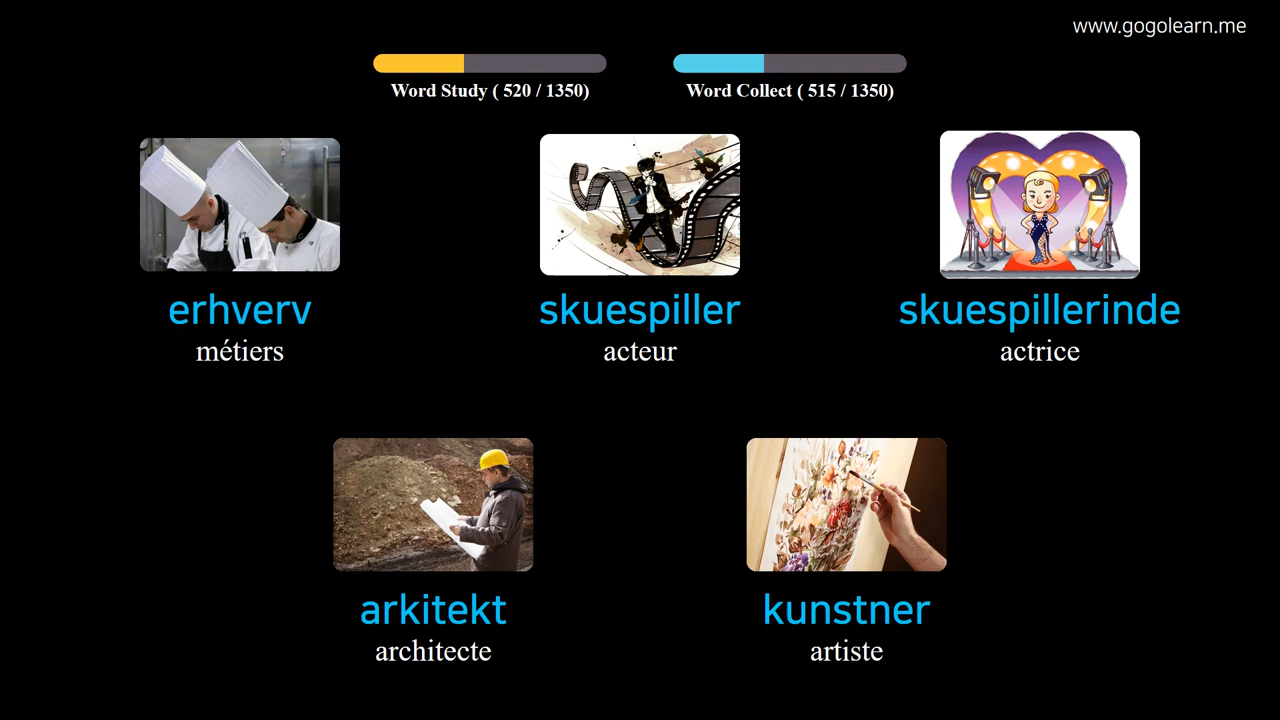 www.gogolearn.me
Word Study ( 520 / 1350)
Word Collect ( 515 / 1350)
erhverv
métiers
skuespiller
acteur
skuespillerinde
actrice
arkitekt
architecte
kunstner
artiste